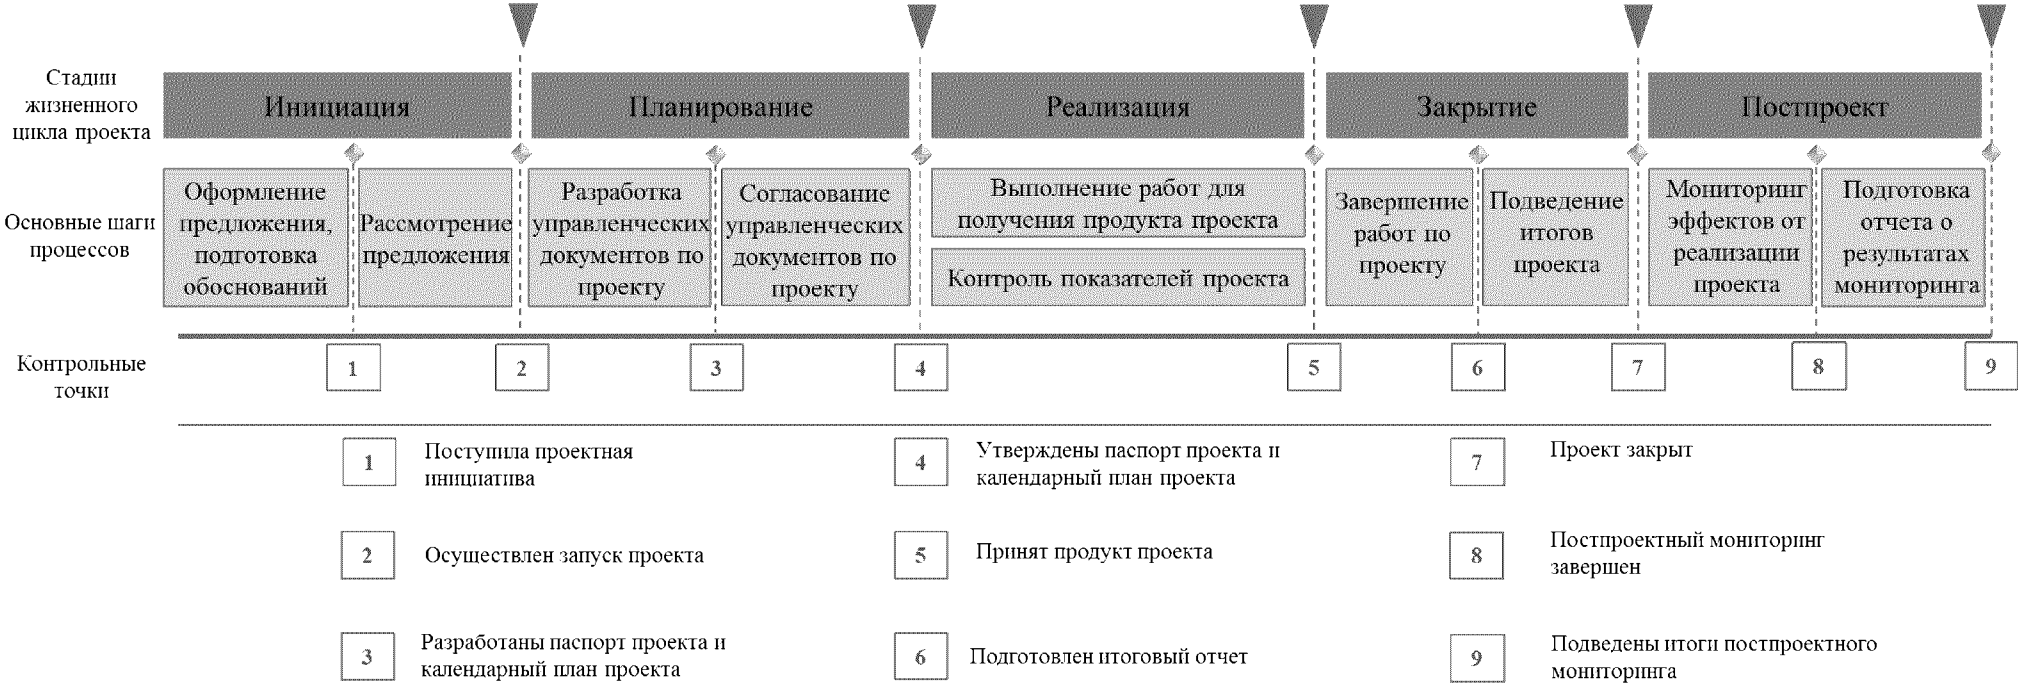 Стадии
жизненного
цикла проекта
Инициация
Планирование
Реализация
Закрытие
Постпроект
Основные шаги
процессов
Оформление
предложения,
подготовка
обоснований
Рассмотрение
предложения
Разработка
управленческих
документов по
проекту
Согласование
управленческих
документов по
проекту
Выполнение работ для
получения продукта проекта
Контроль показателей проекта
Завершение
работ по
проекту
Подведение
итогов
проекта
Мониторинг
эффектов от
реализации
проекта
Подготовка
отчета о
результатах
мониторинга
Контрольные
точки
1
2
3
4
5
6
7
8
9
1
Поступила проектная
инициатива
2
Осуществлен запуск проекта
3
Разработаны паспорт проекта и
календарный план проекта
4
Утверждены паспорт проекта и
календарный план проекта
5
Принят продукт проекта
6
Подготовлен итоговый отчет
7
Проект закрыт
8
Постпроектный мониторинг
завершен
9
Подведены итоги постпроектного
мониторинга